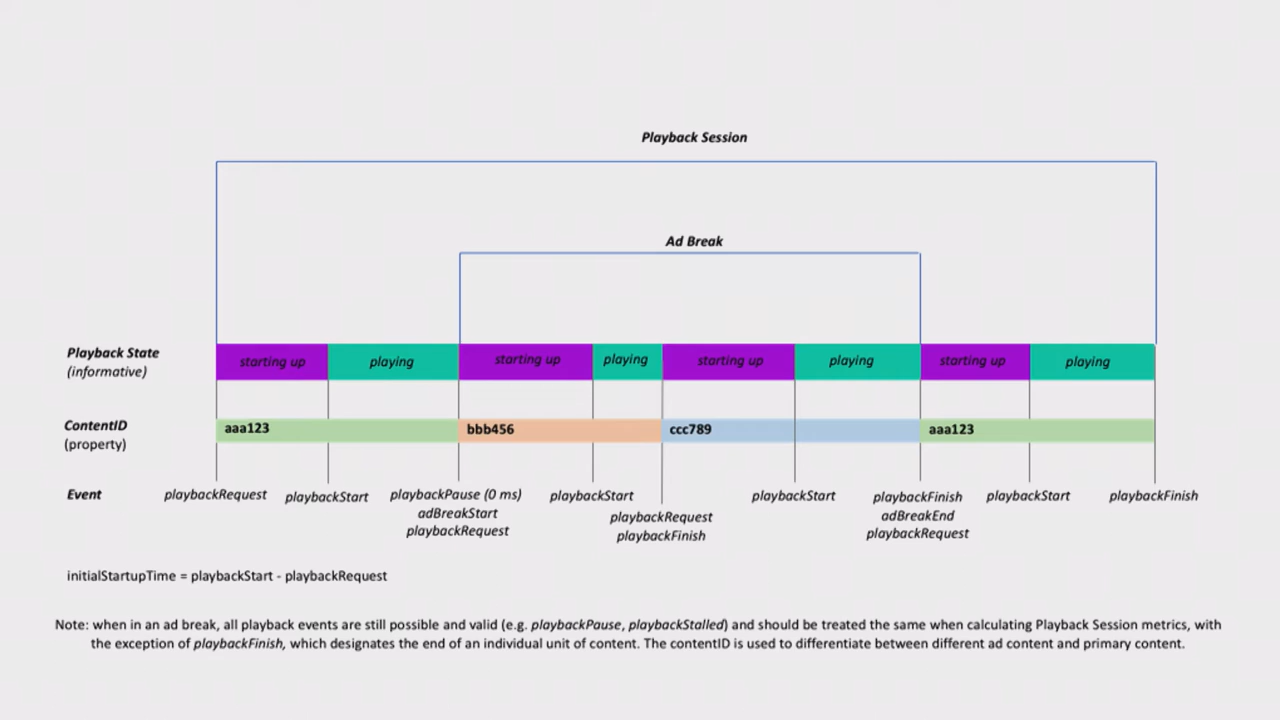 Playback Session
Ad Break
Playback State
(informative)
starting up
playing
starting up
playing
starting up
playing
starting up
playing
ContentID
(property)
aaa123
bbb456
ccc789
aaa123
Event
playbackRequest
playbackStart
playbackPause (0 ms)
adBreakStart
playbackRequest
playbackStart
playbackRequest
playbackFinish
playbackStart
playbackFinish
adBreakEnd
playbackRequest
playbackStart
playbackFinish
initialStartupTime = playbackStart - playbackRequest
Note: when in an ad break, all playback events are still possible and valid (e.g. playbackPause, playbackStalled) and should be treated the same when calculating Playback Session metrics, with
the exception of playbackFinish, which designates the end of an individual unit of content. The contentID is used to differentiate between different ad content and primary content.